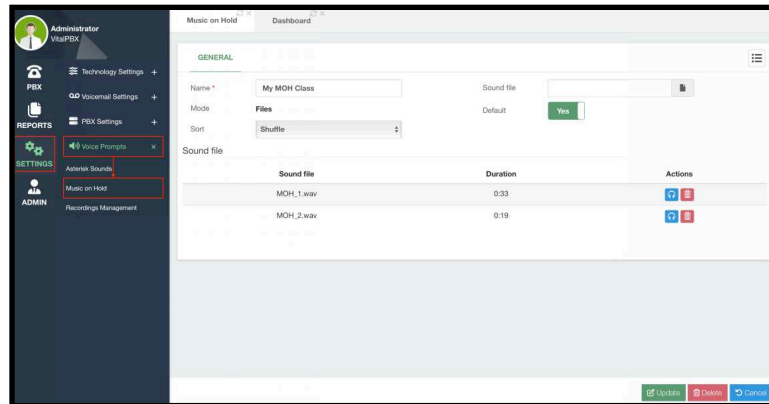 Administrator
VitalPBX
PBX
REPORTS
SETTINGS
ADMIN
Technology Settings +
Voicemail Settings +
PBX Settings +
Voice Prompts ×
Asterisk Sounds
Music on Hold
Recordings Management
Music on Hold
Dashboard
GENERAL
Name * My MOH Class
Sound file
Mode Files
Default Yes
Sort Shuffle
Sound file
Sound file Duration Actions
MOH_1.wav 0:33
MOH_2.wav 0:19
Update Delete Cancel